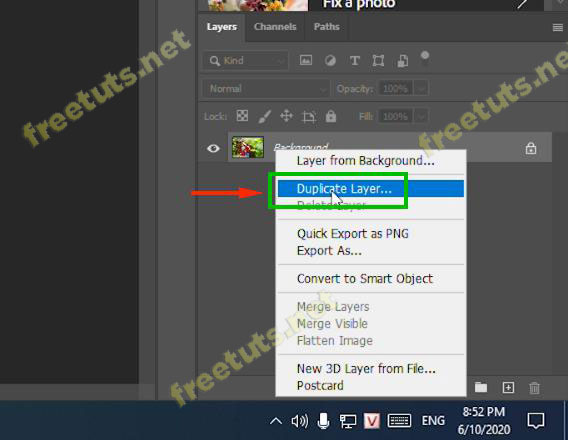 Fix a photo
Layers Channels Paths
Kind
Normal Opacity: 100%
Lock: Fill: 100%
Background
Layer from Background...
Duplicate Layer...
Delete Layer
Quick Export as PNG
Export As...
Convert to Smart Object
Merge Layers
Merge Visible
Flatten Image
New 3D Layer from File...
Postcard
V ENG 8:52 PM
6/10/2020
freetuts.net
freetuts.net
freetuts.net